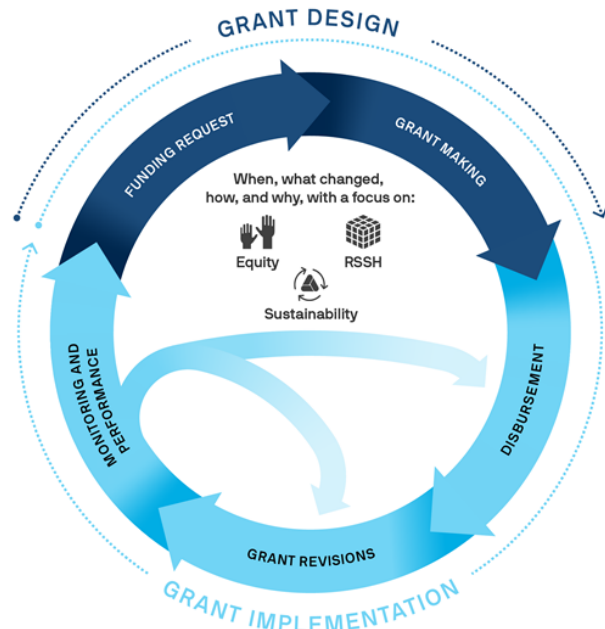 GRANT DESIGN
FUNDING REQUEST
GRANT MAKING
When, what changed,
how, and why, with a focus on:
Equity
RSSH
Sustainability
MONITORING AND
PERFORMANCE
DISBURSEMENT
GRANT REVISIONS
GRANT IMPLEMENTATION